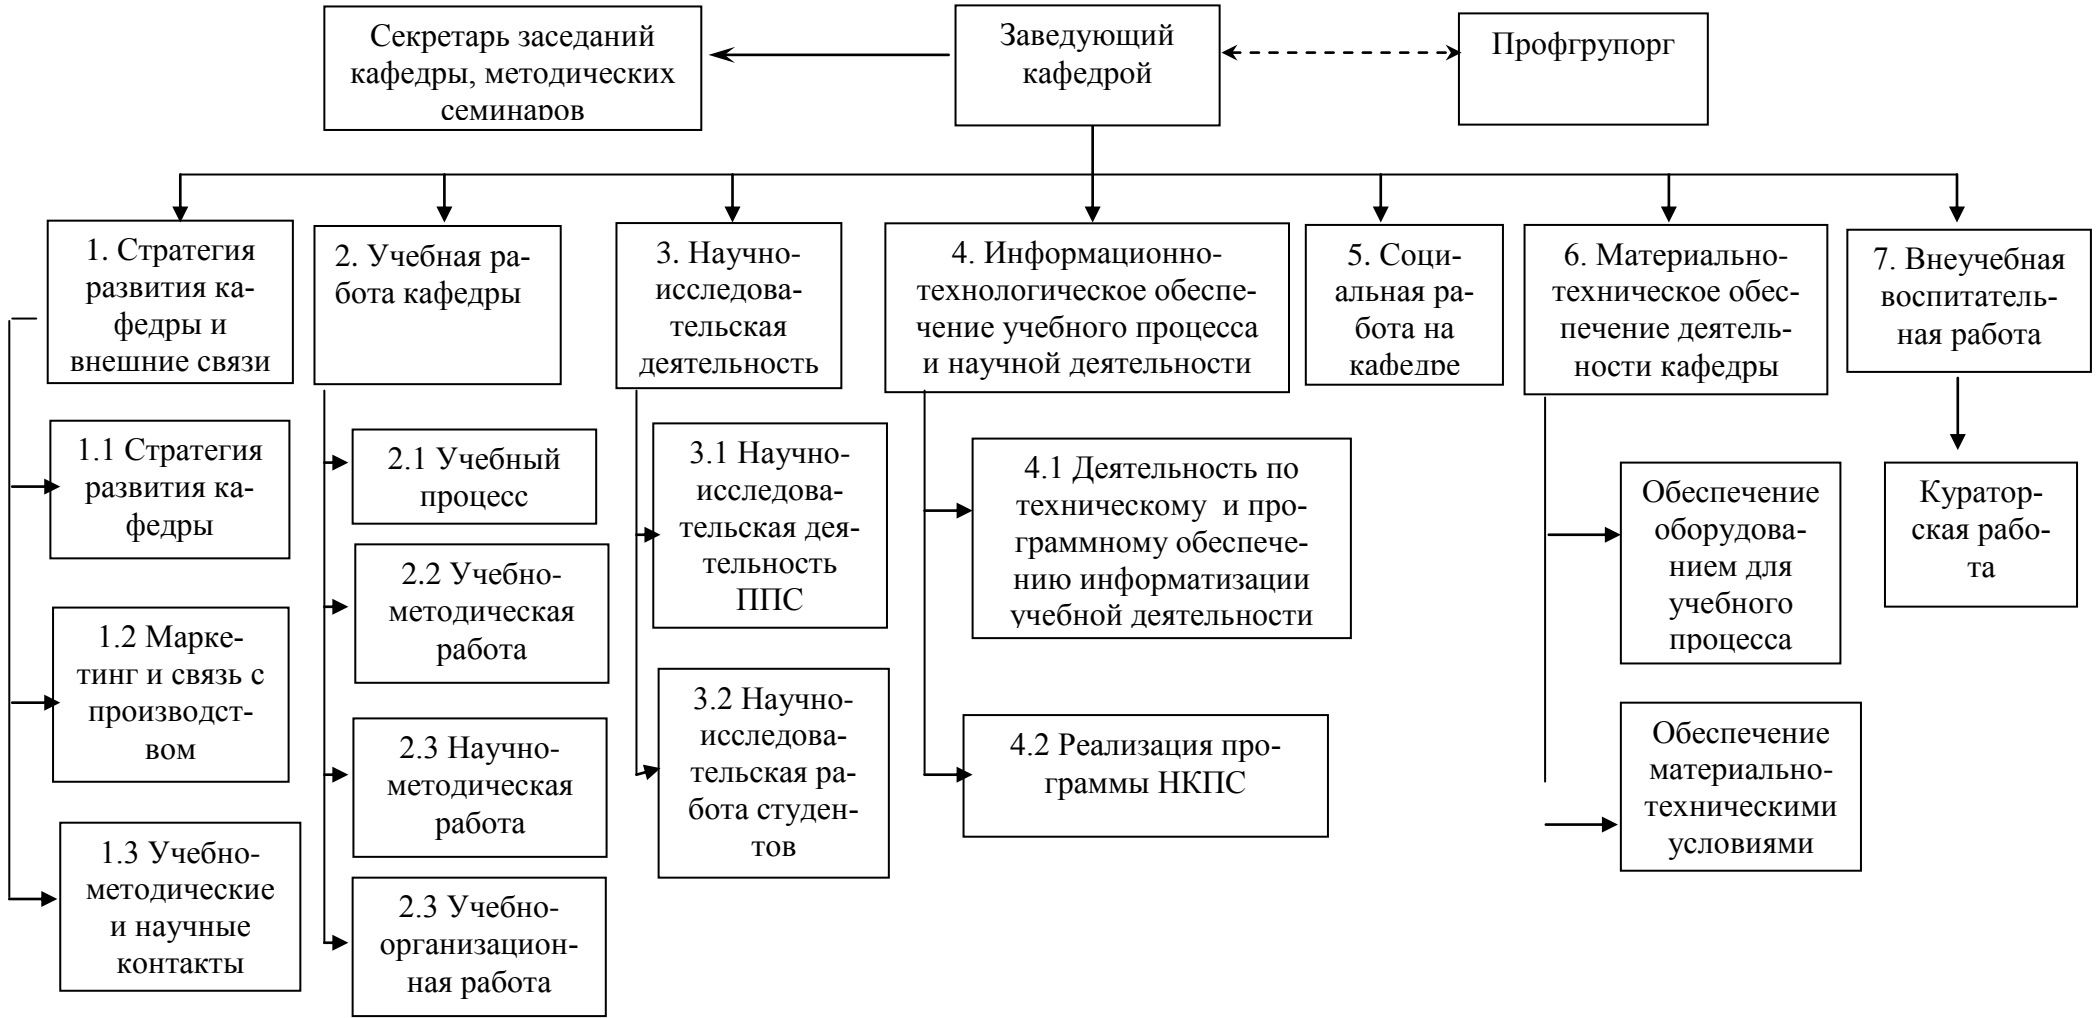 Секретарь заседаний
кафедры, методических
семинаров
Заведующий
кафедрой
Профгрупорг
1. Стратегия
развития ка-
федры и
внешние связи
2. Учебная ра-
бота кафедры
3. Научно-
исследова-
тельская
деятельность
4. Информационно-
технологическое обеспе-
чение учебного процесса
и научной деятельности
5. Соци-
альная ра-
бота на
кафедре
6. Материально-
техническое обес-
печение деятель-
ности кафедры
7. Внеучебная
воспитатель-
ная работа
1.1 Стратегия
развития ка-
федры
1.2 Марке-
тинг и связь с
производст-
вом
1.3 Учебно-
методические
и научные
контакты
2.1 Учебный
процесс
2.2 Учебно-
методическая
работа
2.3 Научно-
методическая
работа
2.3 Учебно-
организацион-
ная работа
3.1 Научно-
исследова-
тельская дея-
тельность
ППС
3.2 Научно-
исследова-
тельская ра-
бота студен-
тов
4.1 Деятельность по
техническому и про-
граммному обеспече-
нию информатизации
учебной деятельности
4.2 Реализация про-
граммы НКПС
Обеспечение
оборудова-
нием для
учебного
процесса
Обеспечение
материально-
техническими
условиями
Куратор-
ская рабо-
та